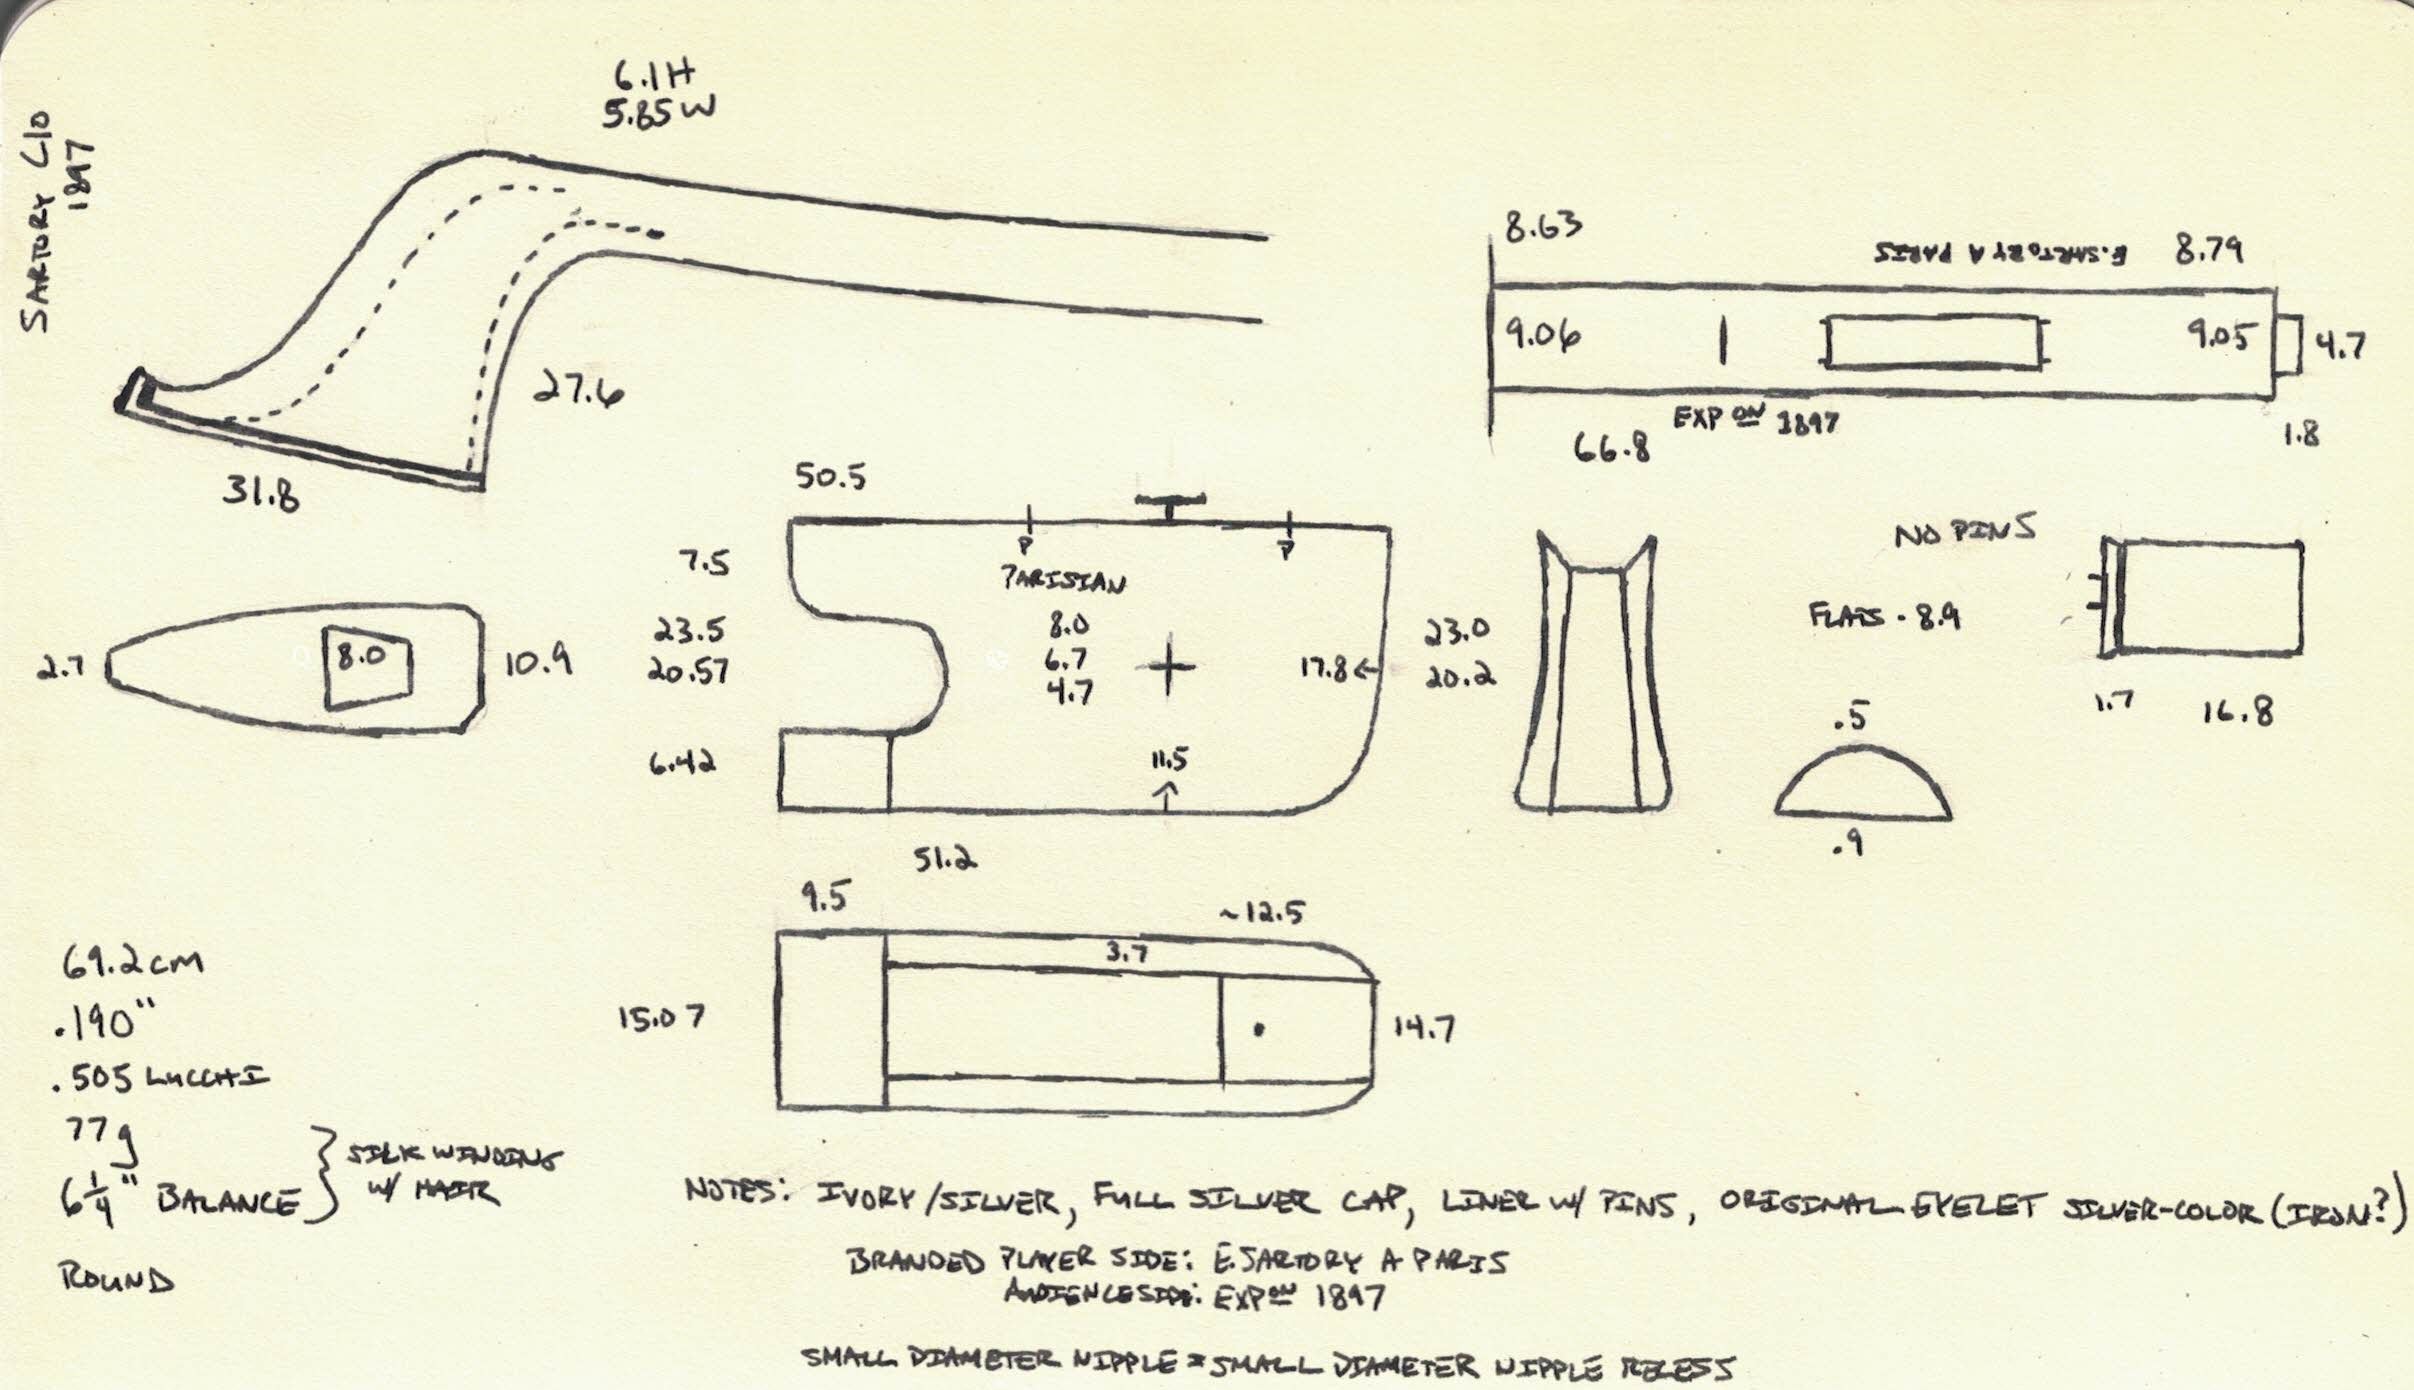 SARTORY C10
1897
6.1H
5.85W
27.6
31.8
8.63
E.SARTORY A PARIS
8.79
9.06
9.05
4.7
EXP ON 1897
66.8
1.8
2.7
8.0
10.9
50.5
7.5
P
P
PARISIAN
23.5
20.57
8.0
6.7
4.7
17.8←
23.0
20.2
6.42
11.5
51.2
NO PINS
FLATS - 8.9
1.7
16.8
.5
.9
9.5
~12.5
3.7
15.07
14.7
69.2cm
.190"
.505 LUCCHI
77g
6 1/4" BALANCE
SILK WINDING
W/ HAIR
ROUND
NOTES: IVORY/SILVER, FULL SILVER CAP, LINER W/ PINS, ORIGINAL EYELET SILVER-COLOR (IRON?)
BRANDED PLAYER SIDE: E.SARTORY A PARIS
AUDIENCE SIDE: EXP ON 1897
SMALL DIAMETER NIPPLE = SMALL DIAMETER NIPPLE RECESS